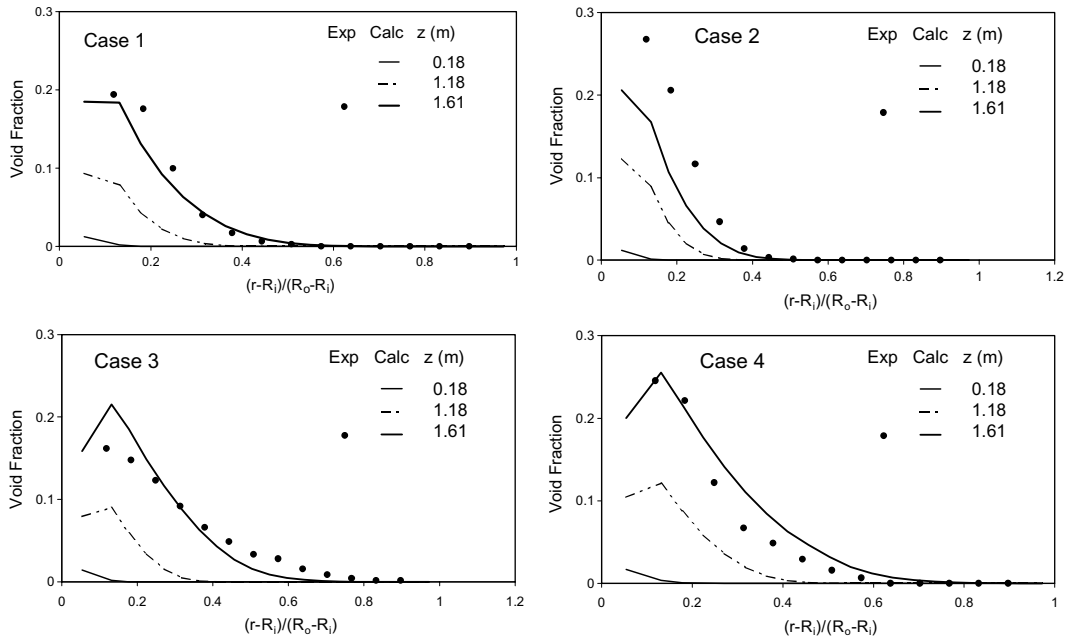 Case 1
Exp Calc z (m)
0.18
1.18
1.61
Void Fraction
0.3
0.2
0.1
0
0 0.2 0.4 0.6 0.8 1
(r-Ri)/(Ro-Ri)
Case 2
Exp Calc z (m)
0.18
1.18
1.61
Void Fraction
0.3
0.2
0.1
0
0 0.2 0.4 0.6 0.8 1 1.2
(r-Ri)/(Ro-Ri)
Case 3
Exp Calc z (m)
0.18
1.18
1.61
Void Fraction
0.3
0.2
0.1
0
0 0.2 0.4 0.6 0.8 1 1.2
(r-Ri)/(Ro-Ri)
Case 4
Exp Calc z (m)
0.18
1.18
1.61
Void Fraction
0.3
0.2
0.1
0
0 0.2 0.4 0.6 0.8 1
(r-Ri)/(Ro-Ri)